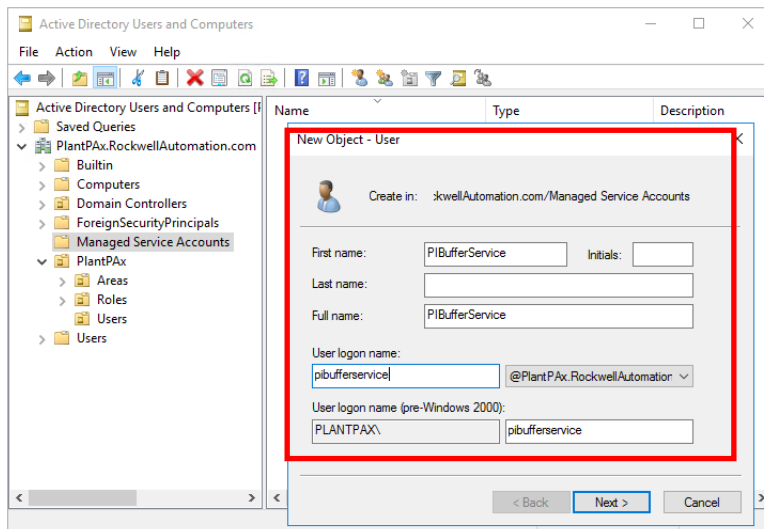 Active Directory Users and Computers
File Action View Help
Active Directory Users and Computers [
Name Type Description
Saved Queries
PlantPAx.RockwellAutomation.com
Builtin
Computers
Domain Controllers
ForeignSecurityPrincipals
Managed Service Accounts
PlantPAx
Areas
Roles
Users
Users
New Object - User
Create in: :kwellAutomation.com/Managed Service Accounts
First name: PIBufferService Initials:
Last name:
Full name: PIBufferService
User logon name:
pibufferservice @PlantPAx.RockwellAutomation
User logon name (pre-Windows 2000):
PLANTPAX\ pibufferservice
< Back Next > Cancel